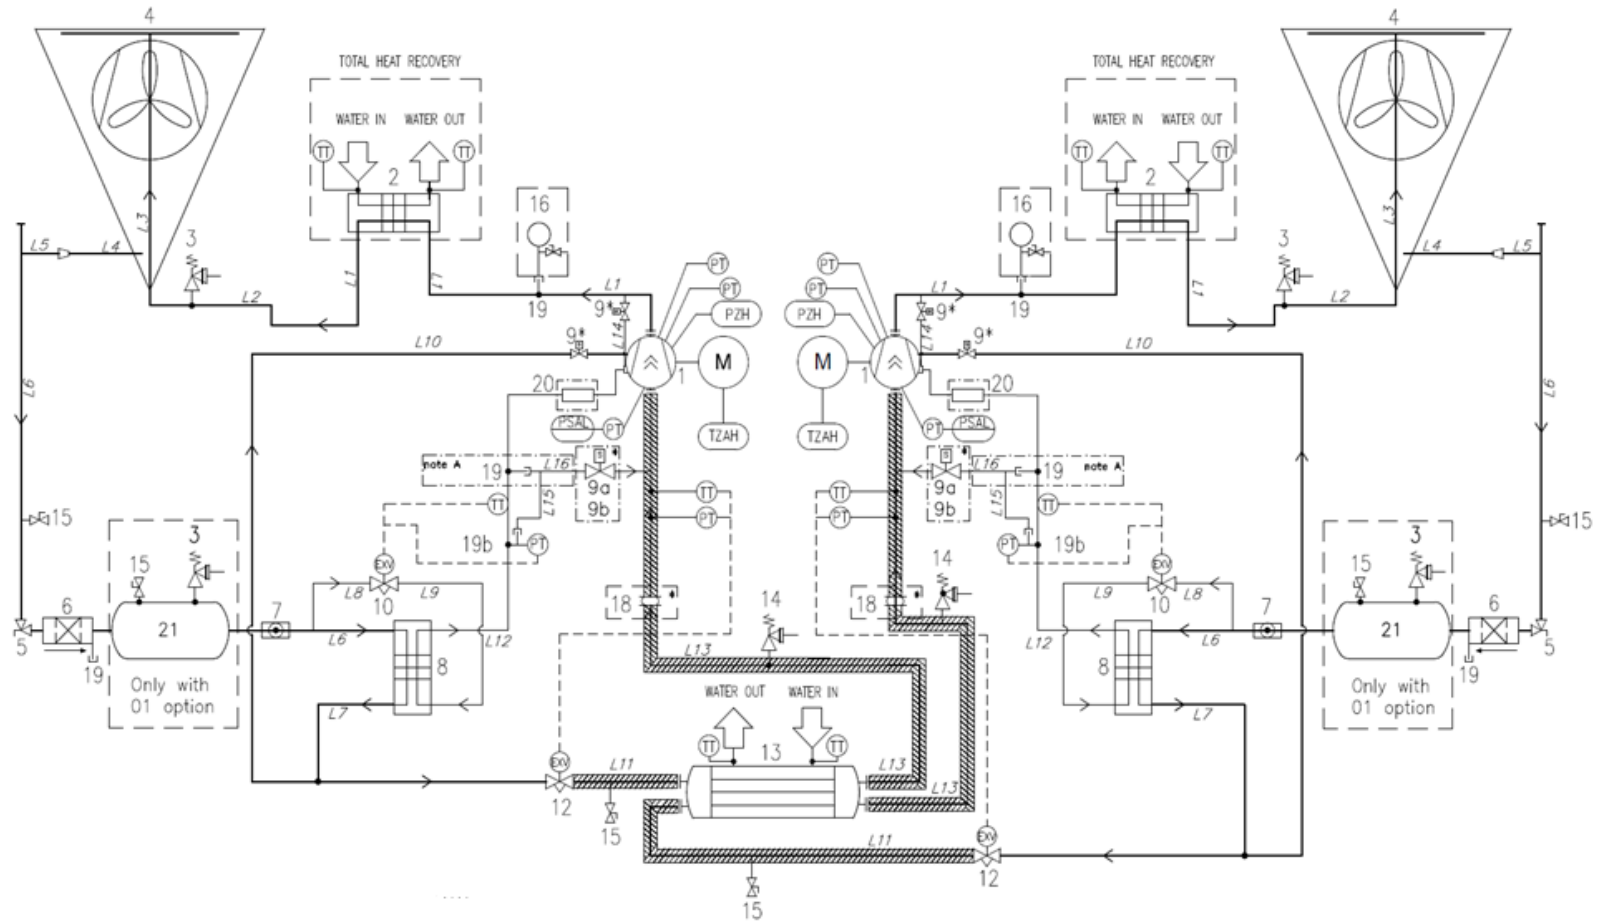 4 4
TOTAL HEAT RECOVERY TOTAL HEAT RECOVERY
WATER IN WATER OUT WATER IN WATER OUT
TT TT TT TT
2 2
16 16
L3 L3
L5 L4 3 3 L4 L5
PT PT
L1 L7 L7 L1
L2 L1 PT PT L1 L2
19 9* PZH PZH 9* 19
L14 L14
L10 9* 9* L10
1 M M 1
L6 20 20 L6
PSAL PT TZAH TZAH PT PSAL
note A 19 L16 L16 19 note A
S S
9a 9a
TT L15 TT TT L15 TT
9b 9b
15 PT PT 15
3 19b PT PT 19b 3
15 EXV 14 EXV 15
L8 L9 L9 L8
10 18 14 18 10
6 7 7 6
21 L6 L12 L12 L6 21
5 L13 5
19 8 8 19
Only with Only with
O1 option L7 WATER OUT WATER IN L7 O1 option
TT 13 TT
EXV L11 L13
L13
12 15
L11 EXV
12
15